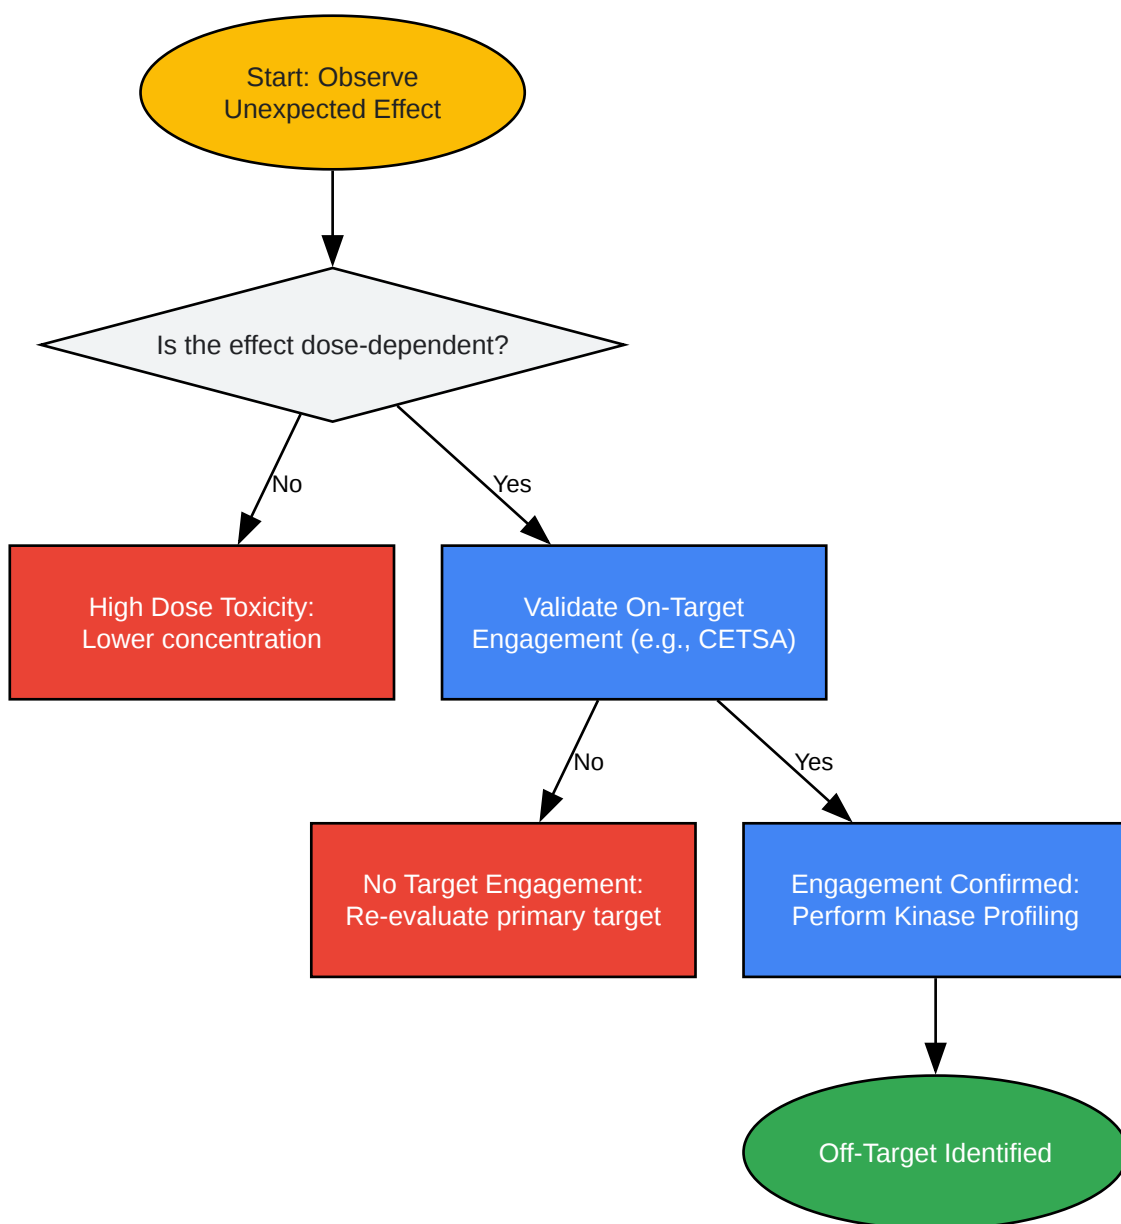 Start: Observe
Unexpected Effect
Is the effect dose-dependent?
No
Yes
High Dose Toxicity:
Lower concentration
Validate On-Target
Engagement (e.g., CETSA)
No
Yes
No Target Engagement:
Re-evaluate primary target
Engagement Confirmed:
Perform Kinase Profiling
Off-Target Identified